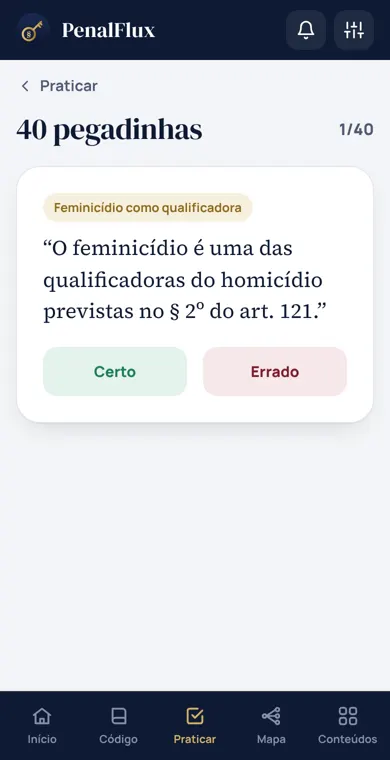 PenalFlux
Praticar
40 pegadinhas
1/40
Feminicídio como qualificadora
“O feminicídio é uma das
qualificadoras do homicídio
previstas no § 2º do art. 121.”
Certo
Errado
Início
Código
Praticar
Mapa
Conteúdos